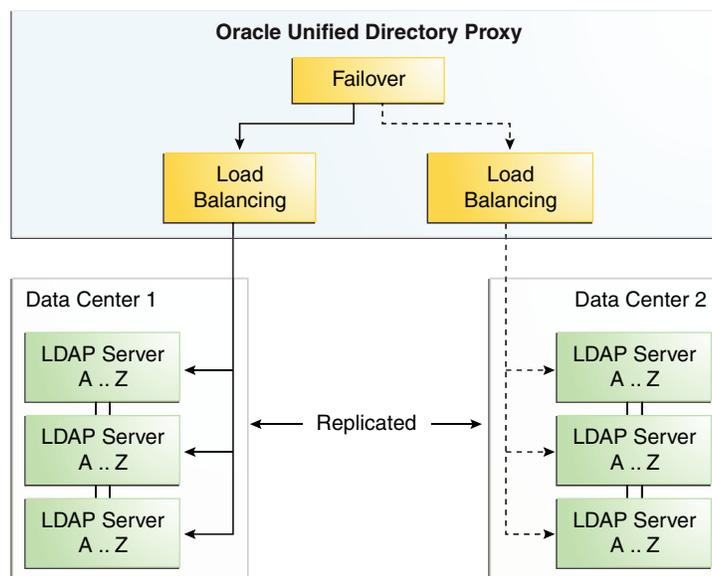 Oracle Unified Directory Proxy
Failover
Load
Balancing
Load
Balancing
Data Center 1
LDAP Server
A .. Z
LDAP Server
A .. Z
LDAP Server
A .. Z
Replicated
Data Center 2
LDAP Server
A .. Z
LDAP Server
A .. Z
LDAP Server
A .. Z